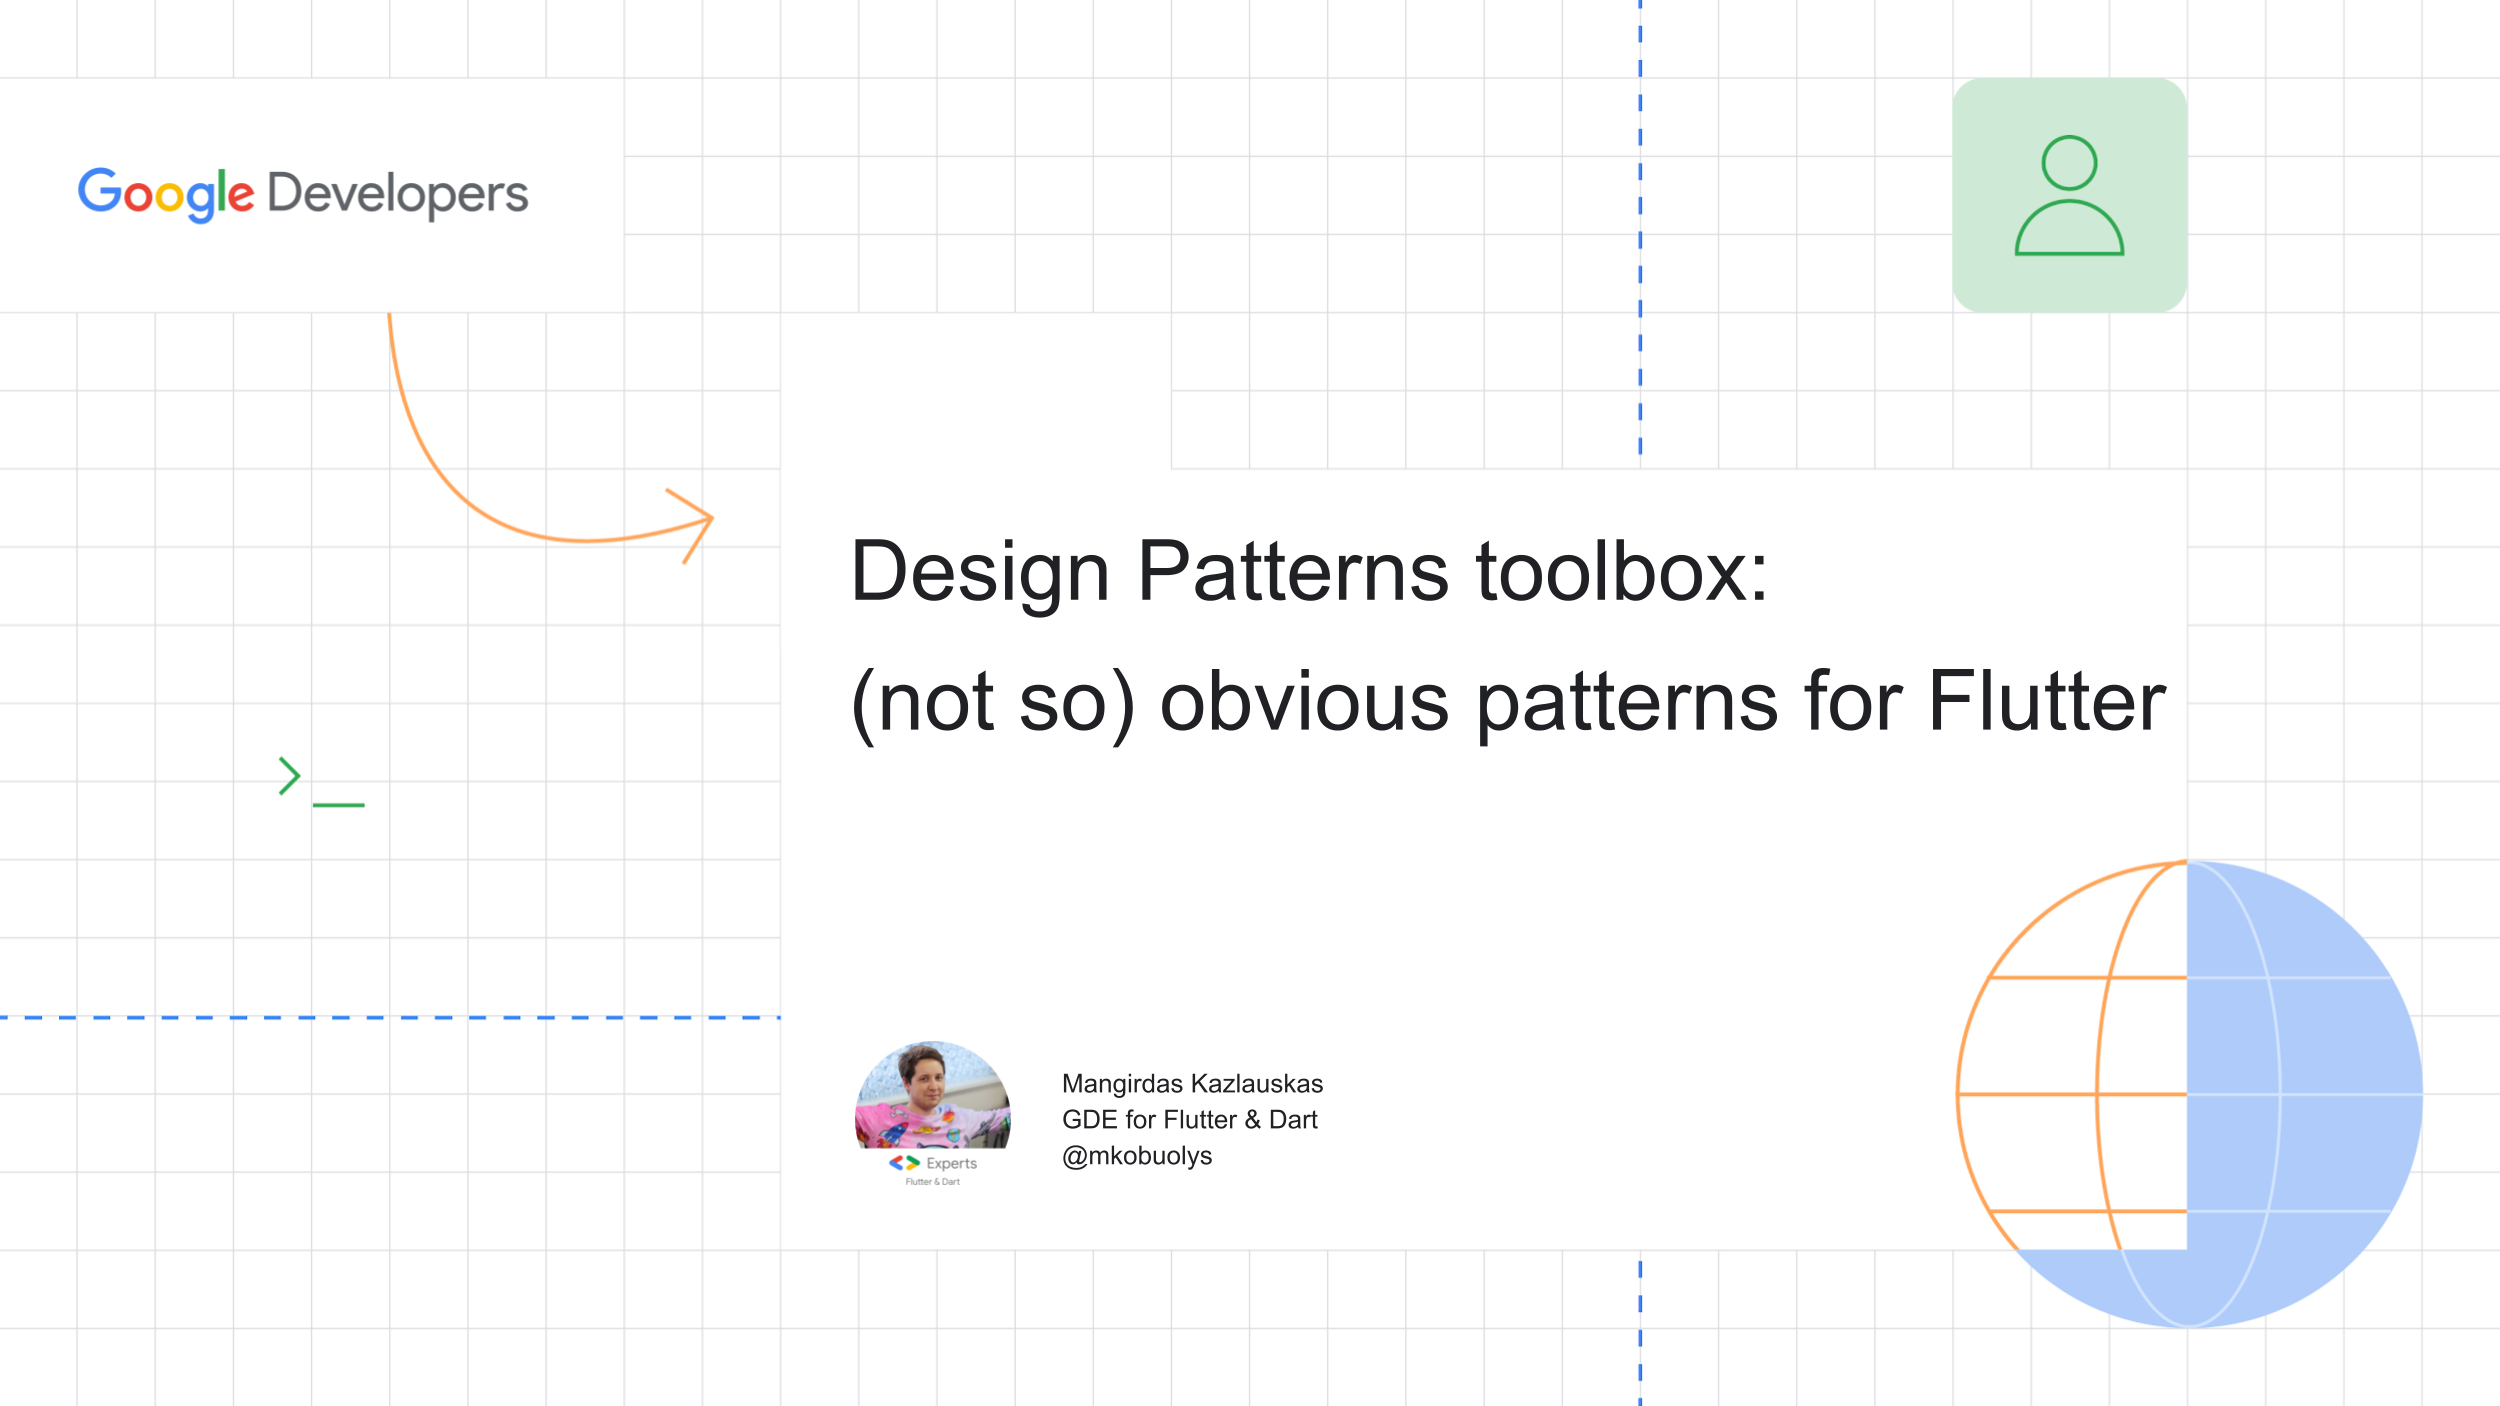 Google Developers
Design Patterns toolbox:
(not so) obvious patterns for Flutter
>_
Mangirdas Kazlauskas
GDE for Flutter & Dart
@mkobuolys
Experts
Flutter & Dart